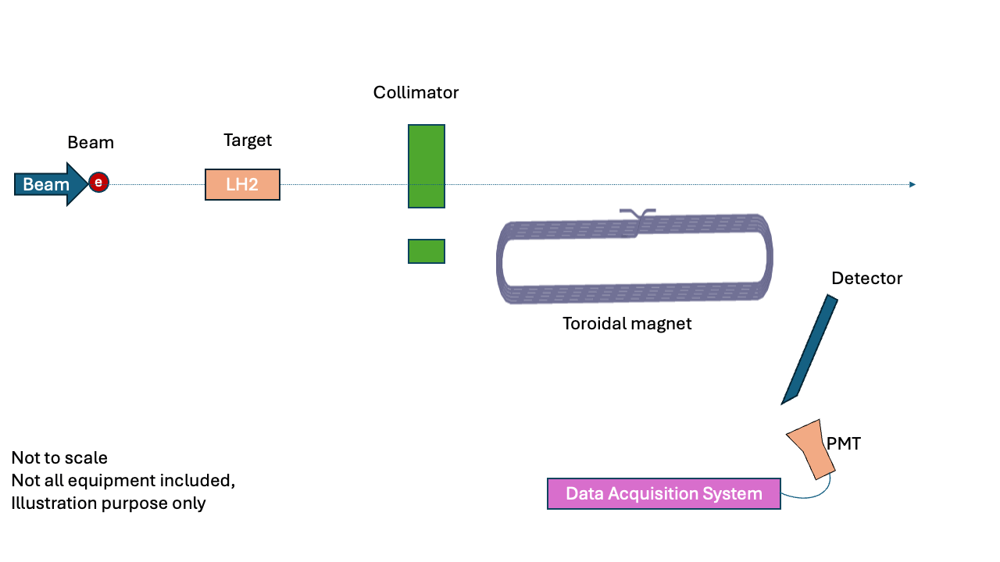 Collimator
Beam
Target
Beam
e
LH2
Detector
Toroidal magnet
PMT
Not to scale
Not all equipment included,
Illustration purpose only
Data Acquisition System